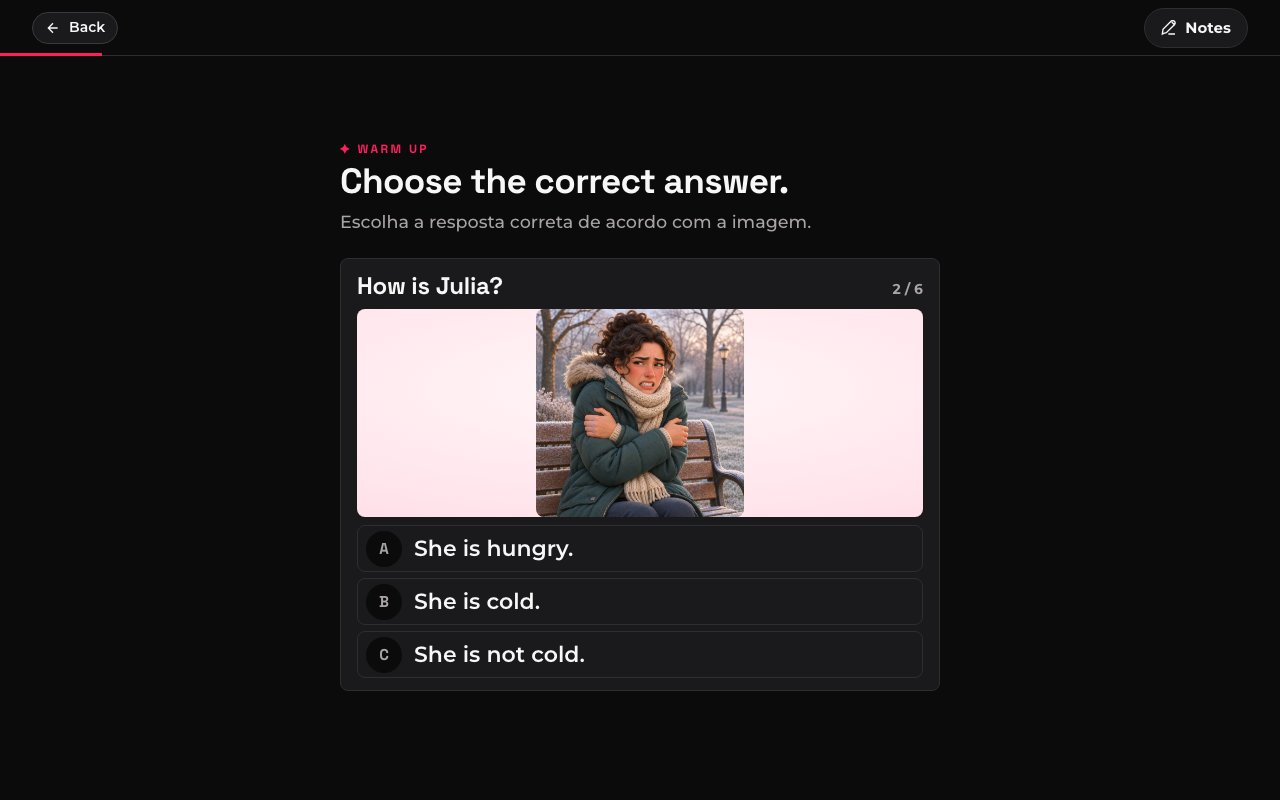 Back
Notes
WARM UP
Choose the correct answer.
Escolha a resposta correta de acordo com a imagem.
How is Julia?
2 / 6
A She is hungry.
B She is cold.
C She is not cold.